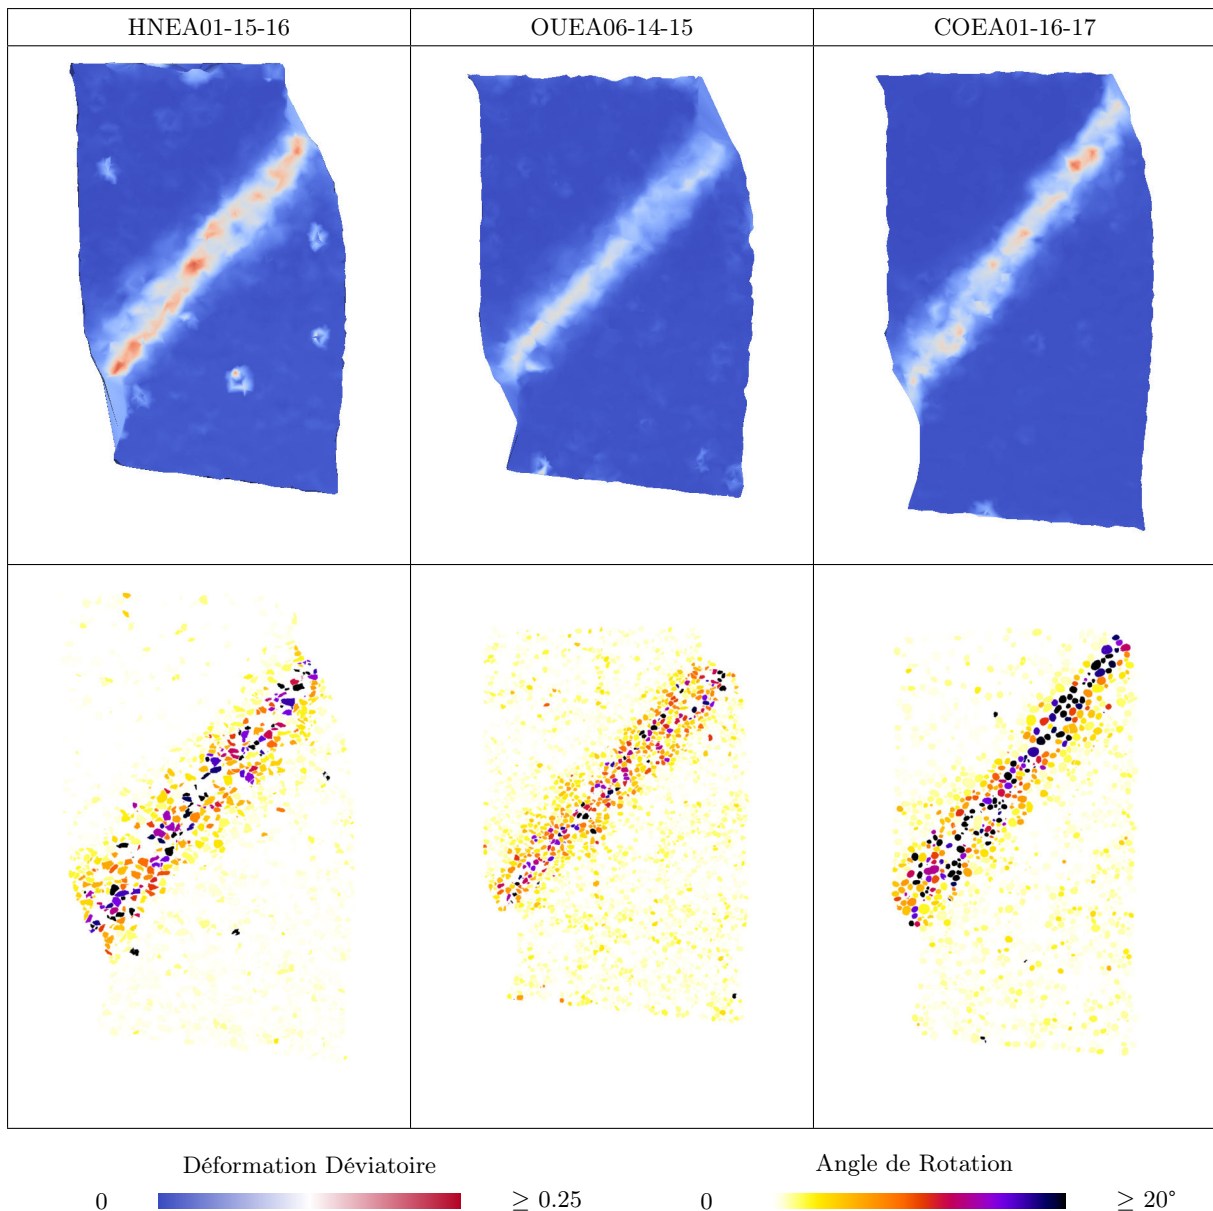 HNEA01-15-16 OUEA06-14-15 COEA01-16-17
Déformation Déviatoire Angle de Rotation
0 ≥ 0.25 0 ≥ 20°